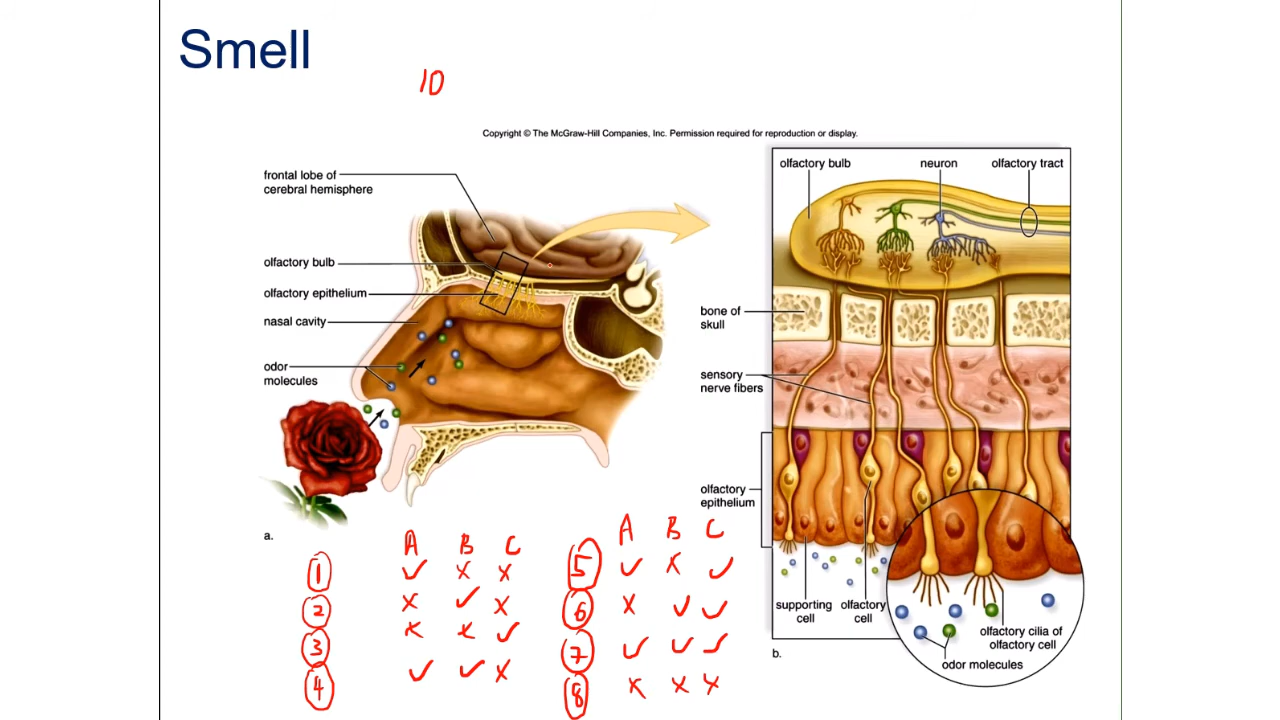 Smell
10
Copyright © The McGraw-Hill Companies, Inc. Permission required for reproduction or display.
frontal lobe of
cerebral hemisphere
olfactory bulb
olfactory epithelium
nasal cavity
odor
molecules
a.
olfactory bulb
neuron
olfactory tract
bone of
skull
sensory
nerve fibers
olfactory
epithelium
supporting
cell
olfactory
cell
olfactory cilia of
olfactory cell
odor molecules
b.
A B C
1 ✓ x x
2 x ✓ x
3 x x ✓
4 ✓ ✓ x
A B C
5 ✓ x ✓
6 x ✓ ✓
7 ✓ ✓ ✓
8 x x x